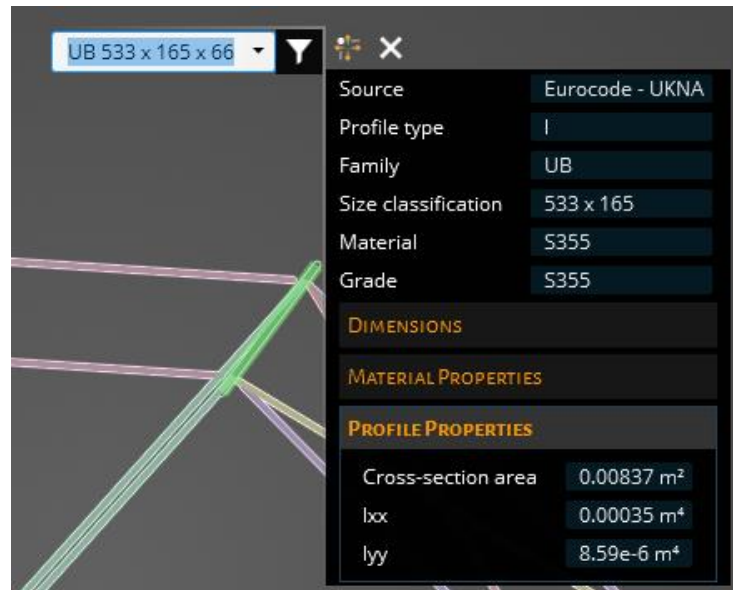 UB 533 x 165 x 66
Source Eurocode - UKNA
Profile type I
Family UB
Size classification 533 x 165
Material S355
Grade S355
DIMENSIONS
MATERIAL PROPERTIES
PROFILE PROPERTIES
Cross-section area 0.00837 m²
Ixx 0.00035 m⁴
Iyy 8.59e-6 m⁴